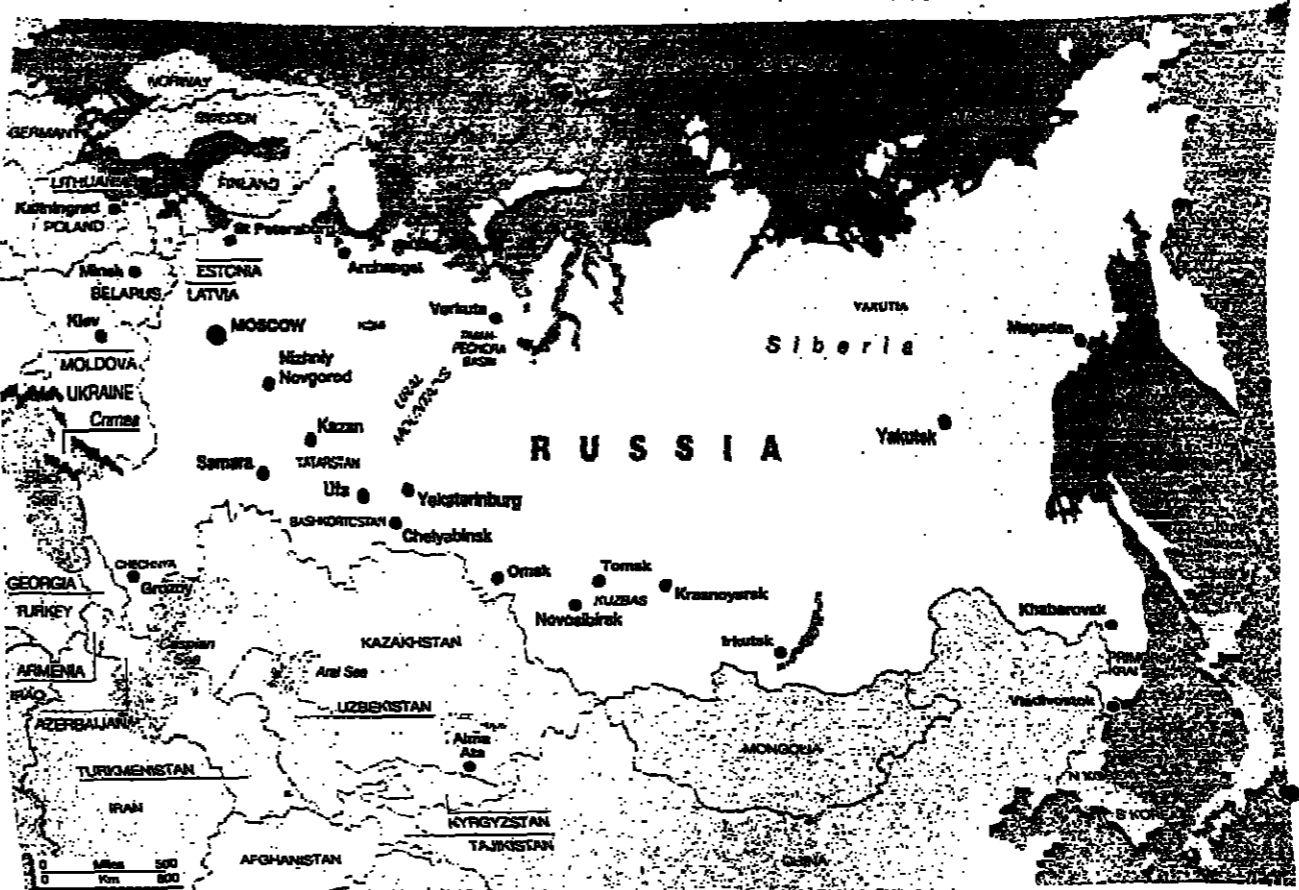 NORWAY
SWEDEN
GERMANY
LITHUANIA
FINLAND
Kaliningrad
POLAND
St Petersburg
Archangel
Minsk
ESTONIA
BELARUS
LATVIA
Kiev
MOSCOW
KOMI
Vorkuta
TIMAN-
PECHORA
BASIN
YAKUTIA
Siberia
Magadan
MOLDOVA
Nizhniy
Novgorod
UKRAINE
URAL
MOUNTAINS
Crimea
Kazan
RUSSIA
Yakutsk
Samara
TATARSTAN
Black
Sea
Ufa
Yekaterinburg
BASHKORTOSTAN
Chelyabinsk
CHECHNYA
Grozny
GEORGIA
TURKEY
Omsk
Tomsk
KUZBAS
Krasnoyarsk
Novosibirsk
Khabarovsk
Irkutsk
Caspian
Sea
KAZAKHSTAN
ARMENIA
Aral Sea
IRAQ
UZBEKISTAN
AZERBAIJAN
Vladivostok
Alma
Ata
MONGOLIA
TURKMENISTAN
IRAN
N KOREA
S KOREA
KYRGYZSTAN
TAJIKISTAN
AFGHANISTAN
CHINA
0 Miles 500
0 Km 800